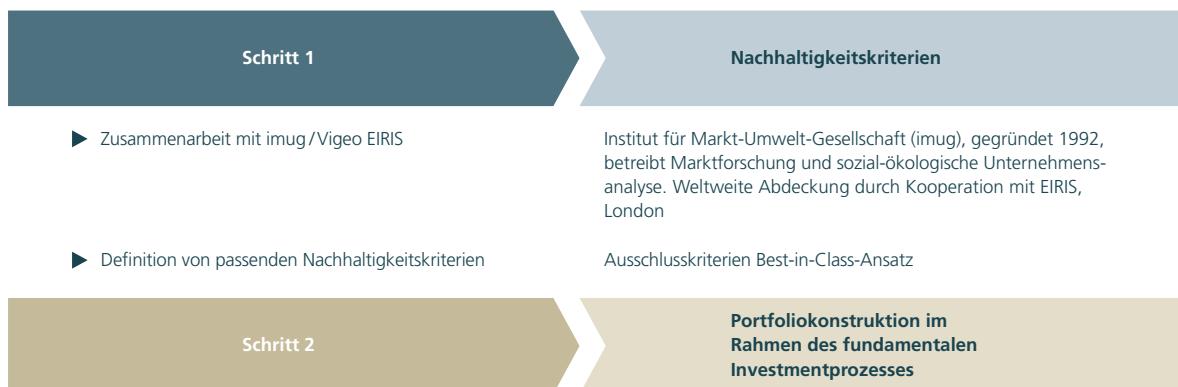 Schritt 1
Nachhaltigkeitskriterien
Zusammenarbeit mit imug/Vigeo EIRIS
Institut für Markt-Umwelt-Gesellschaft (imug), gegründet 1992,
betreibt Marktforschung und sozial-ökologische Unternehmens-
analyse. Weltweite Abdeckung durch Kooperation mit EIRIS,
London
Definition von passenden Nachhaltigkeitskriterien
Ausschlusskriterien Best-in-Class-Ansatz
Schritt 2
Portfoliokonstruktion im
Rahmen des fundamentalen
Investmentprozesses